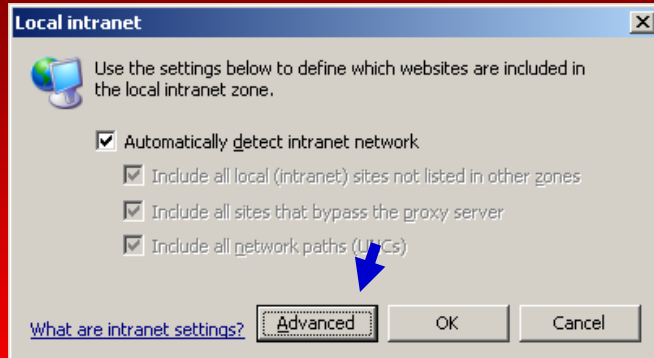 Local intranet
Use the settings below to define which websites are included in
the local intranet zone.
Automatically detect intranet network
Include all local (intranet) sites not listed in other zones
Include all sites that bypass the proxy server
Include all network paths (UNCs)
What are intranet settings? Advanced OK Cancel